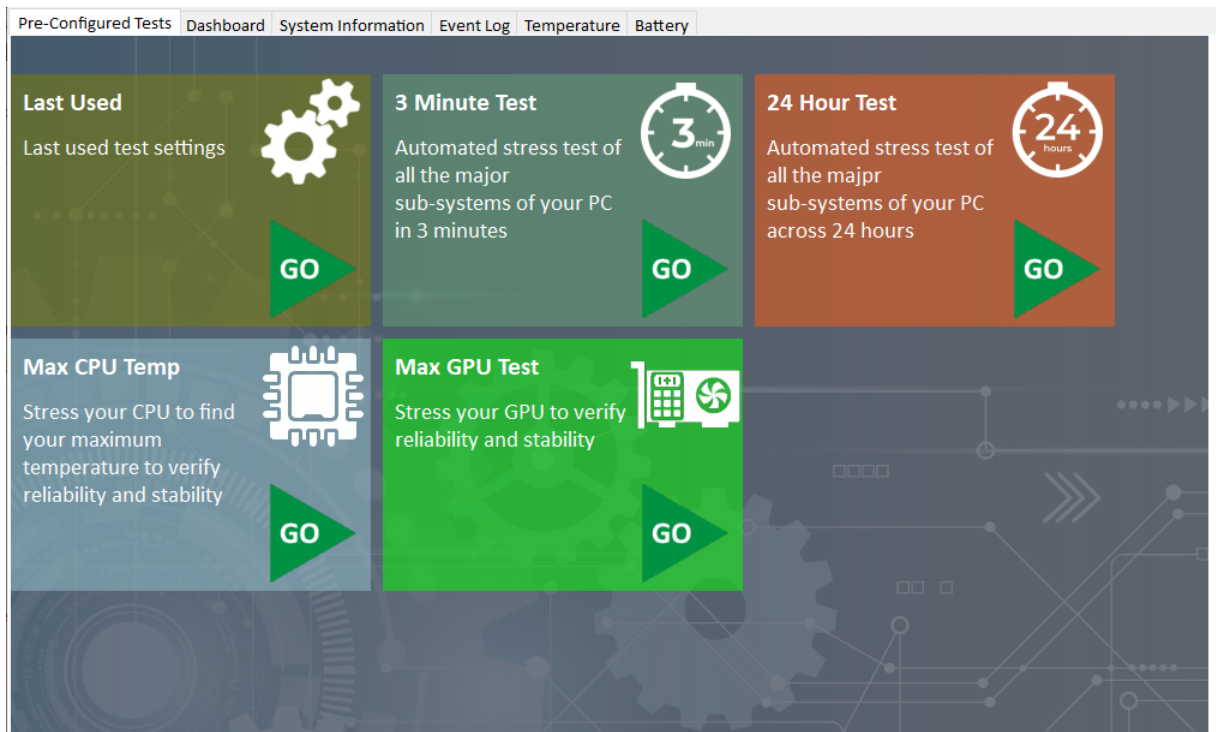 Pre-Configured Tests Dashboard System Information Event Log Temperature Battery
Last Used
Last used test settings
GO
3 Minute Test
Automated stress test of
all the major
sub-systems of your PC
in 3 minutes
3 min
GO
24 Hour Test
Automated stress test of
all the majpr
sub-systems of your PC
across 24 hours
24
hours
GO
Max CPU Temp
Stress your CPU to find
your maximum
temperature to verify
reliability and stability
GO
Max GPU Test
Stress your GPU to verify
reliability and stability
GO